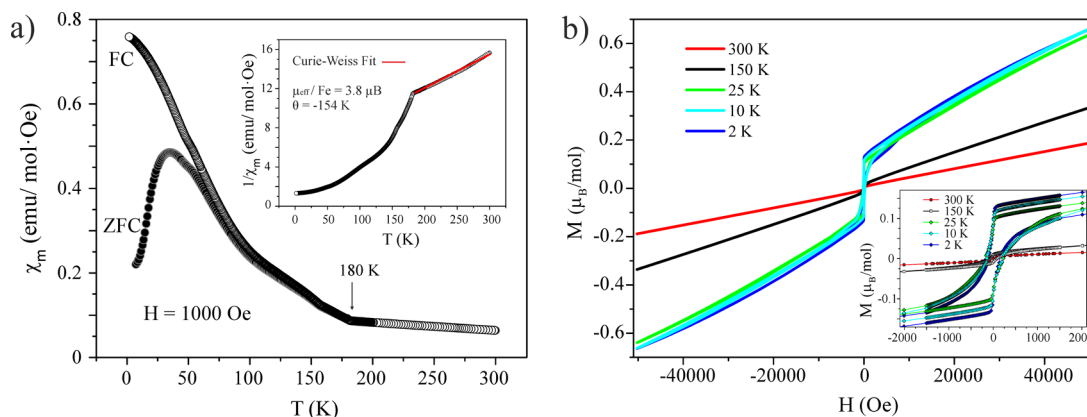 a)
χm (emu/ mol·Oe)
0.8
0.6
0.4
0.2
0
FC
ZFC
H = 1000 Oe
180 K
0 50 100 150 200 250 300
T (K)
1/χm (emu/ mol·Oe)
16
12
8
4
0
Curie-Weiss Fit
μeff / Fe = 3.8 μB
θ = -154 K
0 50 100 150 200 250 300
T (K)
b)
M (μB/mol)
0.6
0.4
0.2
0.0
-0.2
-0.4
-0.6
300 K
150 K
25 K
10 K
2 K
-40000 -20000 0 20000 40000
H (Oe)
M (μB/mol)
0.1
0
-0.1
300 K
150 K
25 K
10 K
2 K
-2000 -1000 0 1000 2000